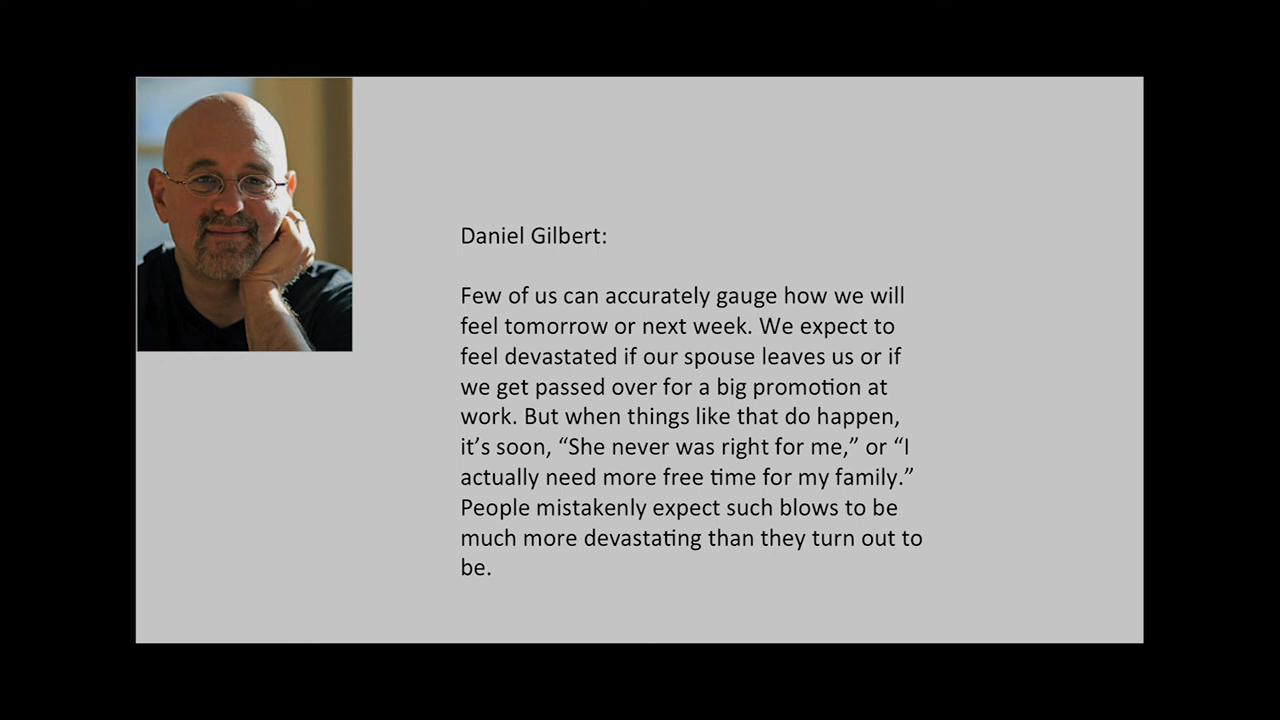 Daniel Gilbert:
Few of us can accurately gauge how we will
feel tomorrow or next week. We expect to
feel devastated if our spouse leaves us or if
we get passed over for a big promotion at
work. But when things like that do happen,
it’s soon, “She never was right for me,” or “I
actually need more free time for my family.”
People mistakenly expect such blows to be
much more devastating than they turn out to
be.